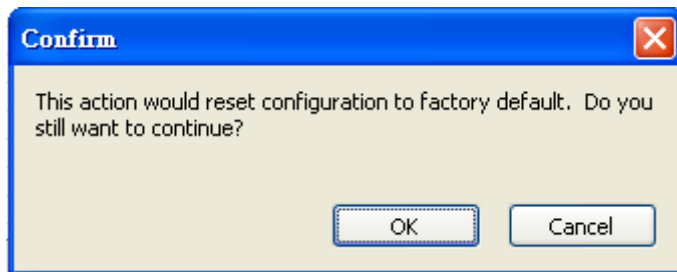 Confirm
This action would reset configuration to factory default.  Do you
still want to continue?
OK
Cancel